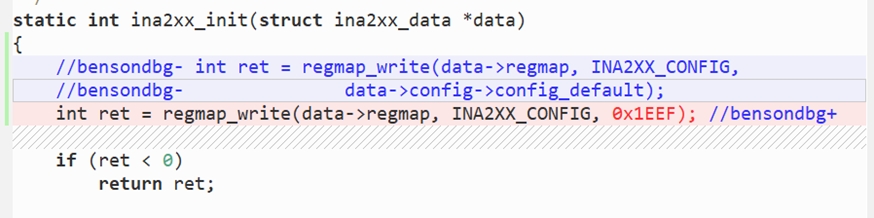 static int ina2xx_init(struct ina2xx_data *data)
{
    //bensondbg- int ret = regmap_write(data->regmap, INA2XX_CONFIG,
    //bensondbg-               data->config->config_default);
    int ret = regmap_write(data->regmap, INA2XX_CONFIG, 0x1EEF); //bensondbg+
    if (ret < 0)
        return ret;